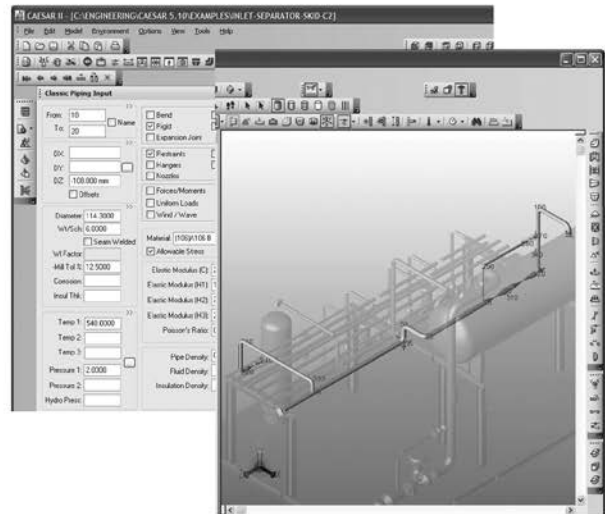 CAESAR II - [C:\ENGINEERING\CAESAR 5.10\EXAMPLES\INLET-SEPARATOR-SKID-C2]
File Edit Model Environment Options View Tools Help
Classic Piping Input
From: 10
To: 20
Name
DX:
DY:
DZ: -108.000 mm
Offsets
Diameter: 114.3000
Wt/Sch: 6.0000
Seam Welded
Wl Factor:
-Mill Tol %: 12.5000
Corrosion:
Insul Thk:
Temp 1: 540.0000
Temp 2:
Temp 3:
Pressure 1: 2.0000
Pressure 2:
Hydro Press:
Bend
Rigid
Expansion Joint
Restraints
Hangers
Nozzles
Forces/Moments
Uniform Loads
Wind / Wave
Material: (106)A106 B
Allowable Stress
Elastic Modulus (C):
Elastic Modulus (H1):
Elastic Modulus (H2):
Elastic Modulus (H3):
Poisson's Ratio:
Pipe Density:
Fluid Density:
Insulation Density: